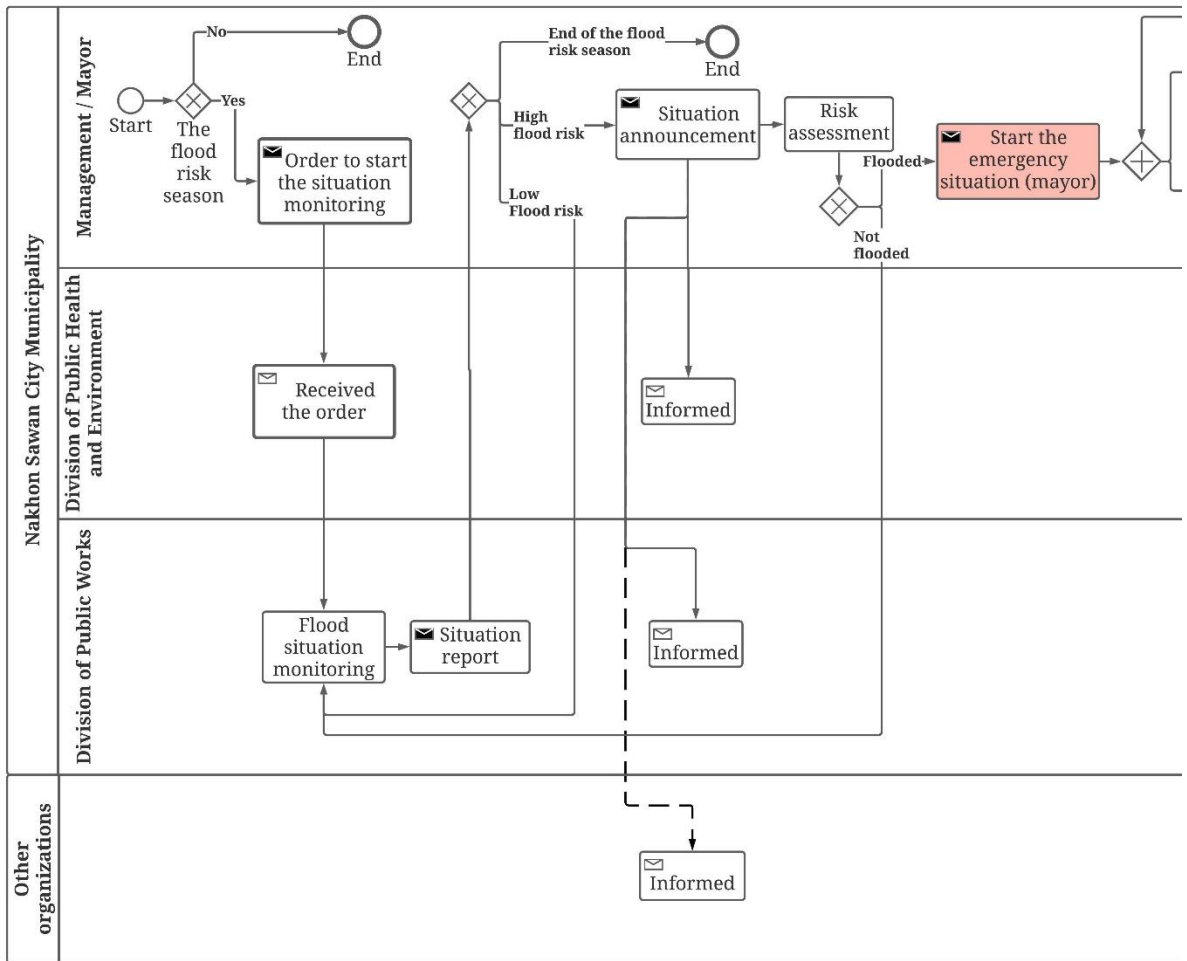 Nakhon Sawan City Municipality
Management / Mayor
No
End
Yes
Start
The
flood
risk
season
Order to start
the situation
monitoring
End of the flood
risk season
End
High
flood risk
Low
Flood risk
Situation
announcement
Risk
assessment
Flooded
Not
flooded
Start the
emergency
situation (mayor)
Division of Public Health
and Environment
Received
the order
Informed
Division of Public Works
Flood
situation
monitoring
Situation
report
Informed
Other
organizations
Informed